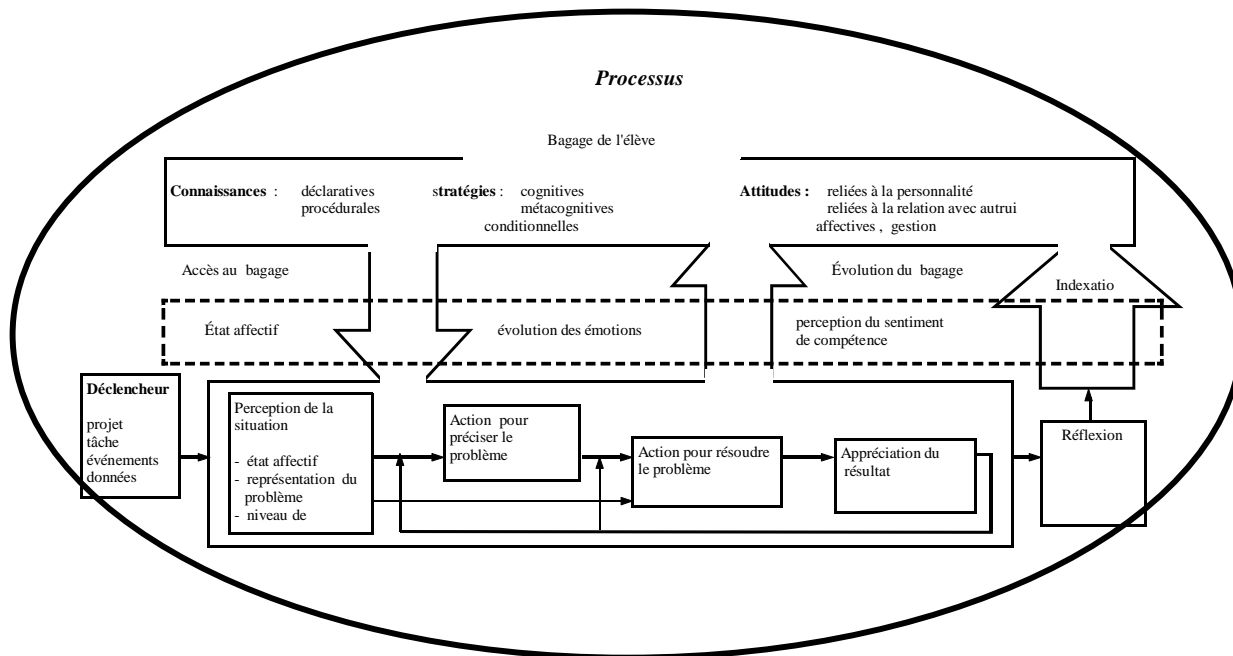 Processus
Bagage de l'élève
Connaissances : déclaratives
procédurales
stratégies : cognitives
métacognitives
conditionnelles
Attitudes : reliées à la personnalité
reliées à la relation avec autrui
affectives , gestion
Accès au bagage
Évolution du bagage
Indexatio
État affectif
évolution des émotions
perception du sentiment
de compétence
Déclencheur
projet
tâche
événements
données
Perception de la
situation
- état affectif
- représentation du
problème
- niveau de
Action pour
préciser le
problème
Action pour résoudre
le problème
Appréciation du
résultat
Réflexion